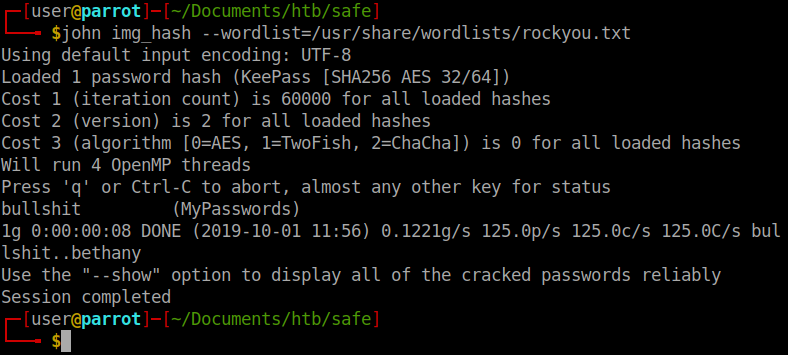 ┌─[user@parrot]─[~/Documents/htb/safe]
└──╼ $john img_hash --wordlist=/usr/share/wordlists/rockyou.txt
Using default input encoding: UTF-8
Loaded 1 password hash (KeePass [SHA256 AES 32/64])
Cost 1 (iteration count) is 60000 for all loaded hashes
Cost 2 (version) is 2 for all loaded hashes
Cost 3 (algorithm [0=AES, 1=TwoFish, 2=ChaCha]) is 0 for all loaded hashes
Will run 4 OpenMP threads
Press 'q' or Ctrl-C to abort, almost any other key for status
bullshit         (MyPasswords)
1g 0:00:00:08 DONE (2019-10-01 11:56) 0.1221g/s 125.0p/s 125.0c/s 125.0C/s bul
lshit..bethany
Use the "--show" option to display all of the cracked passwords reliably
Session completed
┌─[user@parrot]─[~/Documents/htb/safe]
└──╼ $